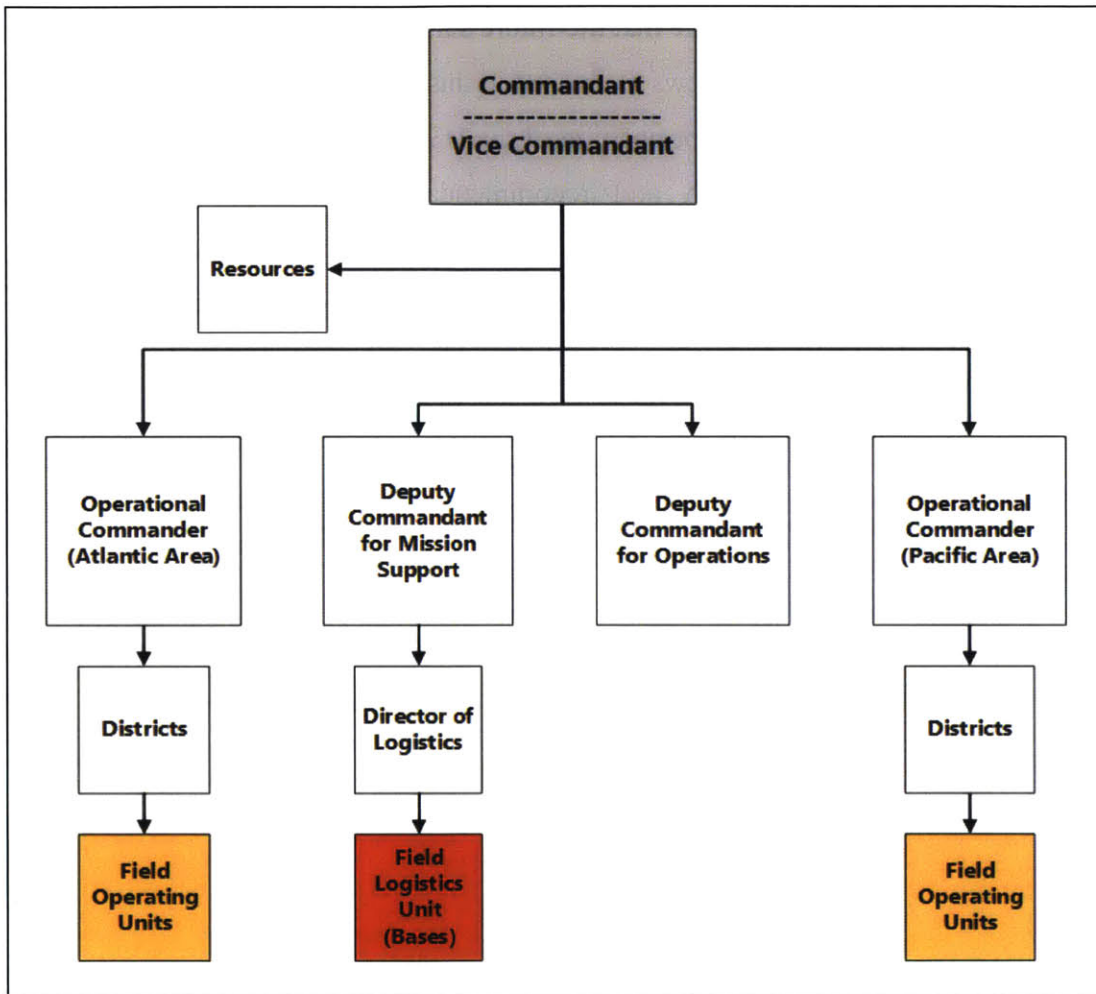 Commandant
--------------------
Vice Commandant
Resources
Operational
Commander
(Atlantic Area)
Deputy
Commandant
for Mission
Support
Deputy
Commandant
for Operations
Operational
Commander
(Pacific Area)
Districts
Director of
Logistics
Districts
Field
Operating
Units
Field
Logistics
Unit
(Bases)
Field
Operating
Units